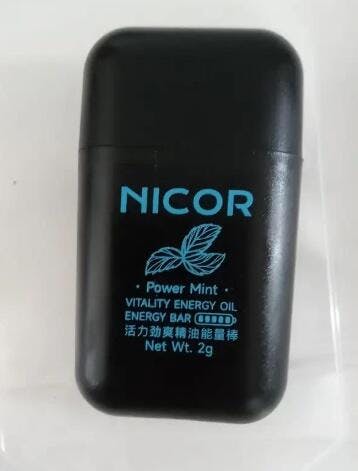 NICOR
· Power Mint ·
VITALITY ENERGY OIL
ENERGY BAR
活力劲爽精油能量棒
Net Wt. 2g